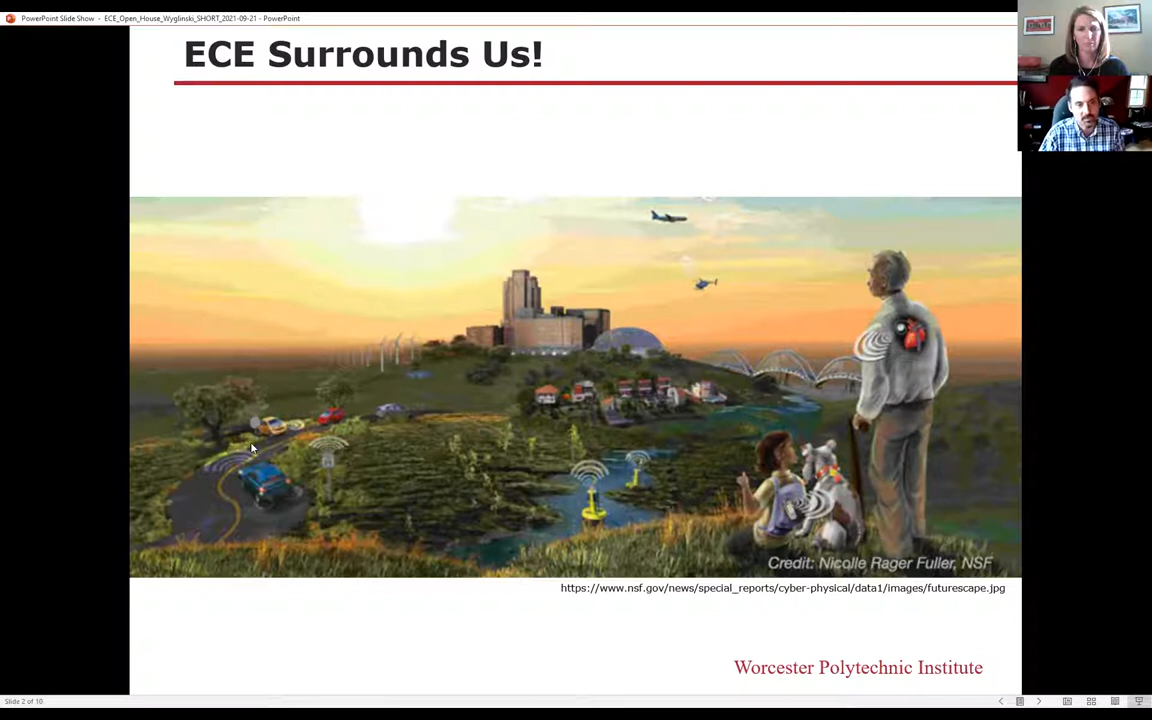 PowerPoint Slide Show - ECE_Open_House_Wyglinski_SHORT_2021-09-21 - PowerPoint
ECE Surrounds Us!
Credit: Nicolle Rager Fuller, NSF
https://www.nsf.gov/news/special_reports/cyber-physical/data1/images/futurescape.jpg
Worcester Polytechnic Institute
Slide 2 of 10